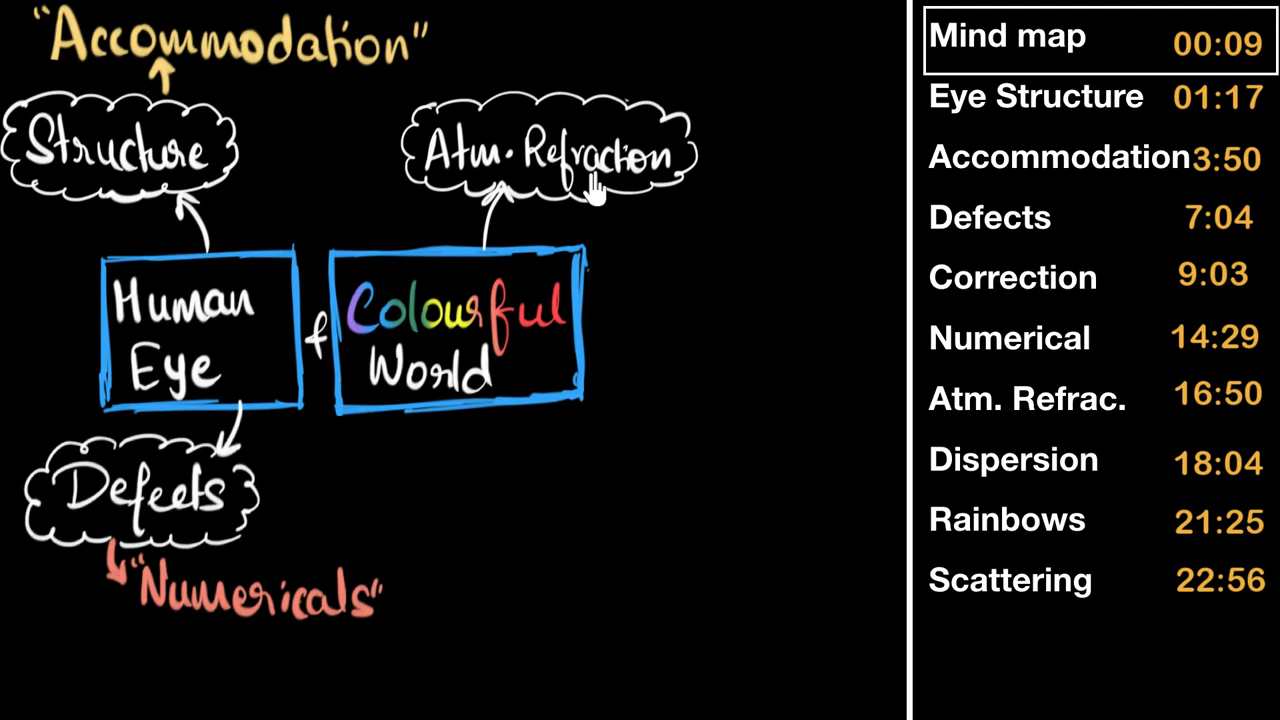 "Accommodation"
Structure
Atm. Refraction
Human
Eye
+
Colourful
World
Defects
"Numericals"
Mind map 00:09
Eye Structure 01:17
Accommodation 3:50
Defects 7:04
Correction 9:03
Numerical 14:29
Atm. Refrac. 16:50
Dispersion 18:04
Rainbows 21:25
Scattering 22:56